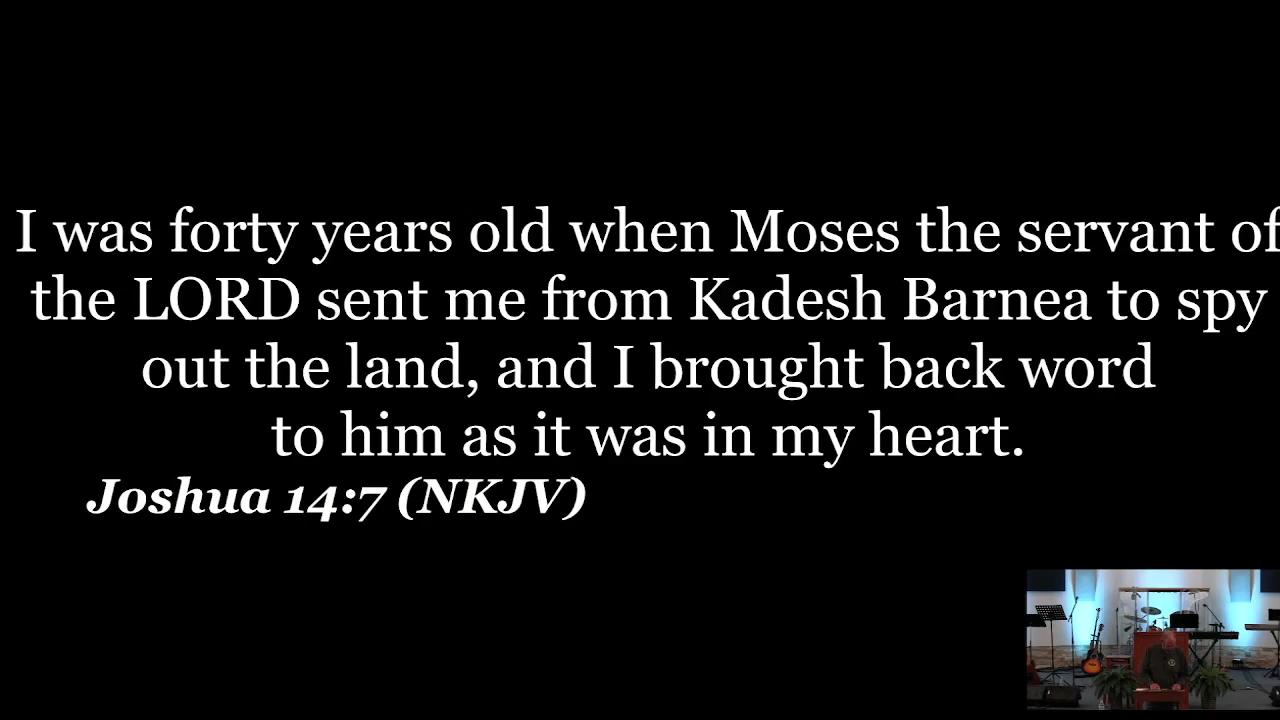 I was forty years old when Moses the servant of
the LORD sent me from Kadesh Barnea to spy
out the land, and I brought back word
to him as it was in my heart.
Joshua 14:7 (NKJV)